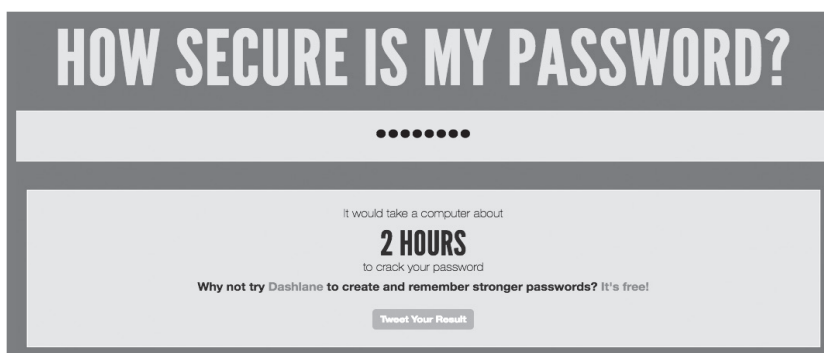 HOW SECURE IS MY PASSWORD?
••••••••
It would take a computer about
2 HOURS
to crack your password
Why not try Dashlane to create and remember stronger passwords? It's free!
Tweet Your Result